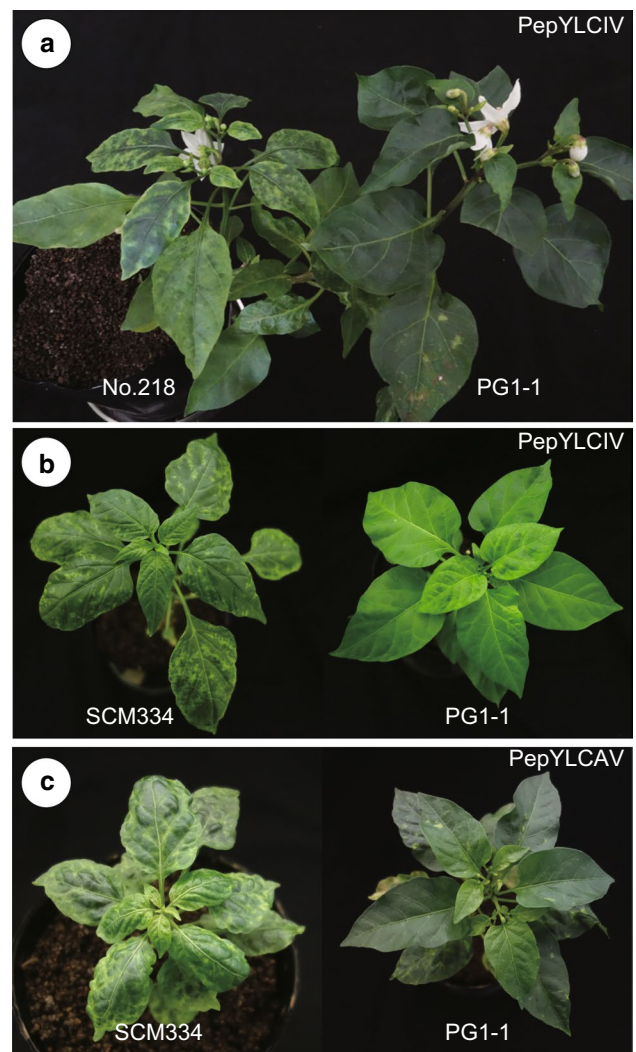 a
PepYLCIV
No.218
PG1-1
b
PepYLCIV
SCM334
PG1-1
c
PepYLCAV
SCM334
PG1-1